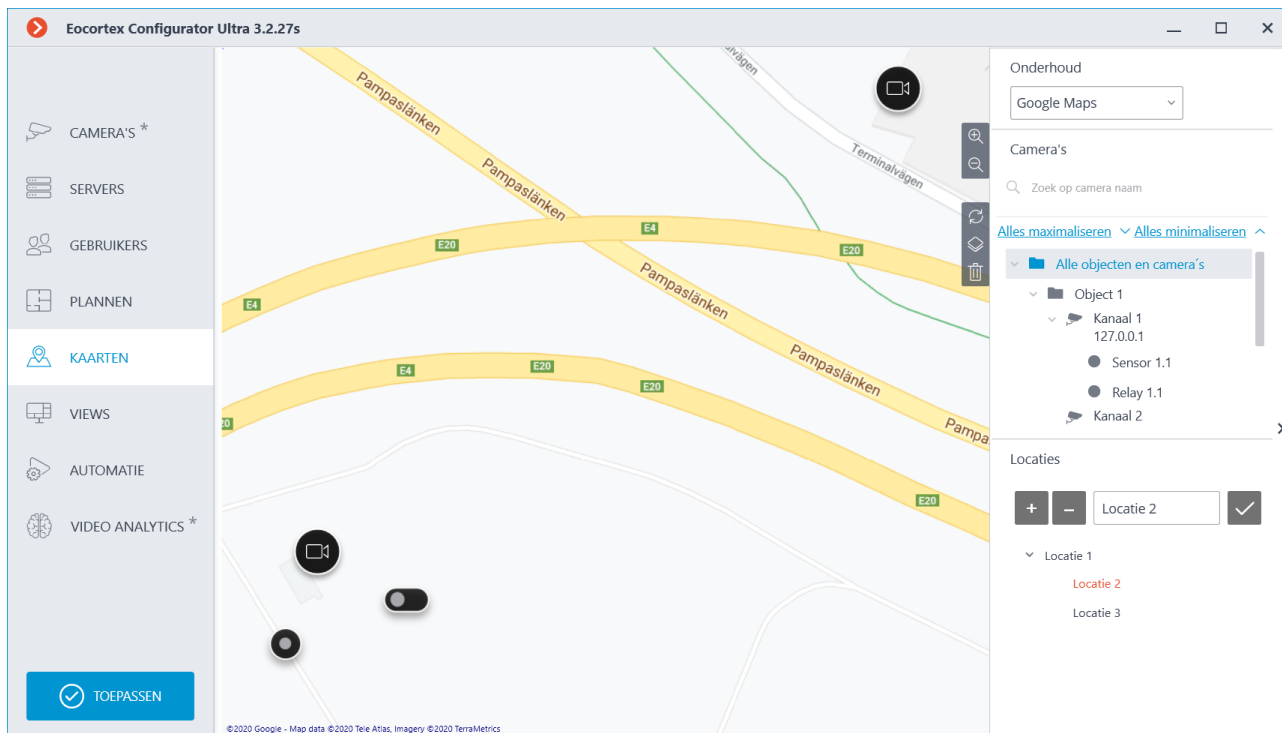 Eocortex Configurator Ultra 3.2.27s
CAMERA'S *
SERVERS
GEBRUIKERS
PLANNEN
KAARTEN
VIEWS
AUTOMATIE
VIDEO ANALYTICS *
TOEPASSEN
Pampaslänken
Terminalvägen
Pampaslänken
Terminalvägen
Pampaslänken
E4
E20
E20
Pampaslänken
E4
Pampaslänken
E4
E20
E20
E20
©2020 Google - Map data ©2020 Tele Atlas, Imagery ©2020 TerraMetrics
Onderhoud
Google Maps
Camera's
Zoek op camera naam
Alles maximaliseren
Alles minimaliseren
Alle objecten en camera´s
Object 1
Kanaal 1
127.0.0.1
Sensor 1.1
Relay 1.1
Kanaal 2
Locaties
+ – Locatie 2
Locatie 1
Locatie 2
Locatie 3